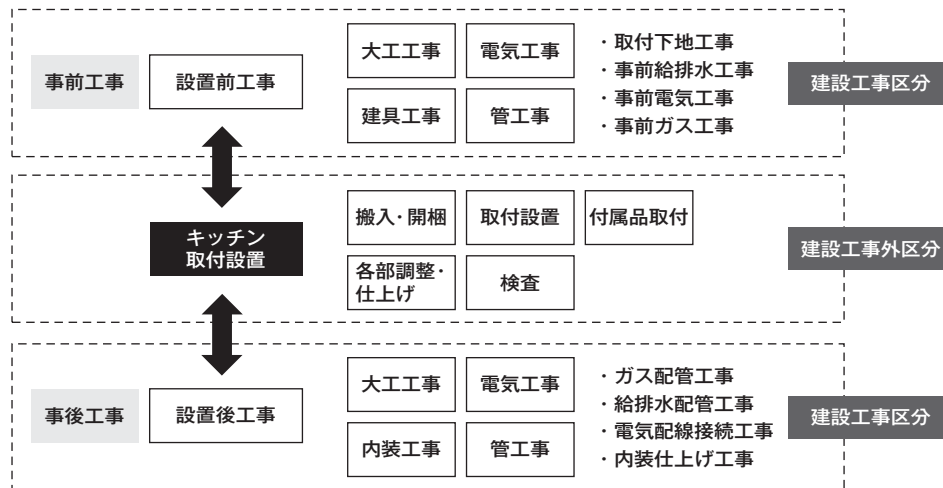 事前工事
設置前工事
大工工事
電気工事
建具工事
管工事
・取付下地工事
・事前給排水工事
・事前電気工事
・事前ガス工事
建設工事区分
キッチン
取付設置
搬入・開梱
取付設置
付属品取付
各部調整・
仕上げ
検査
建設工事外区分
事後工事
設置後工事
大工工事
電気工事
内装工事
管工事
・ガス配管工事
・給排水配管工事
・電気配線接続工事
・内装仕上げ工事
建設工事区分